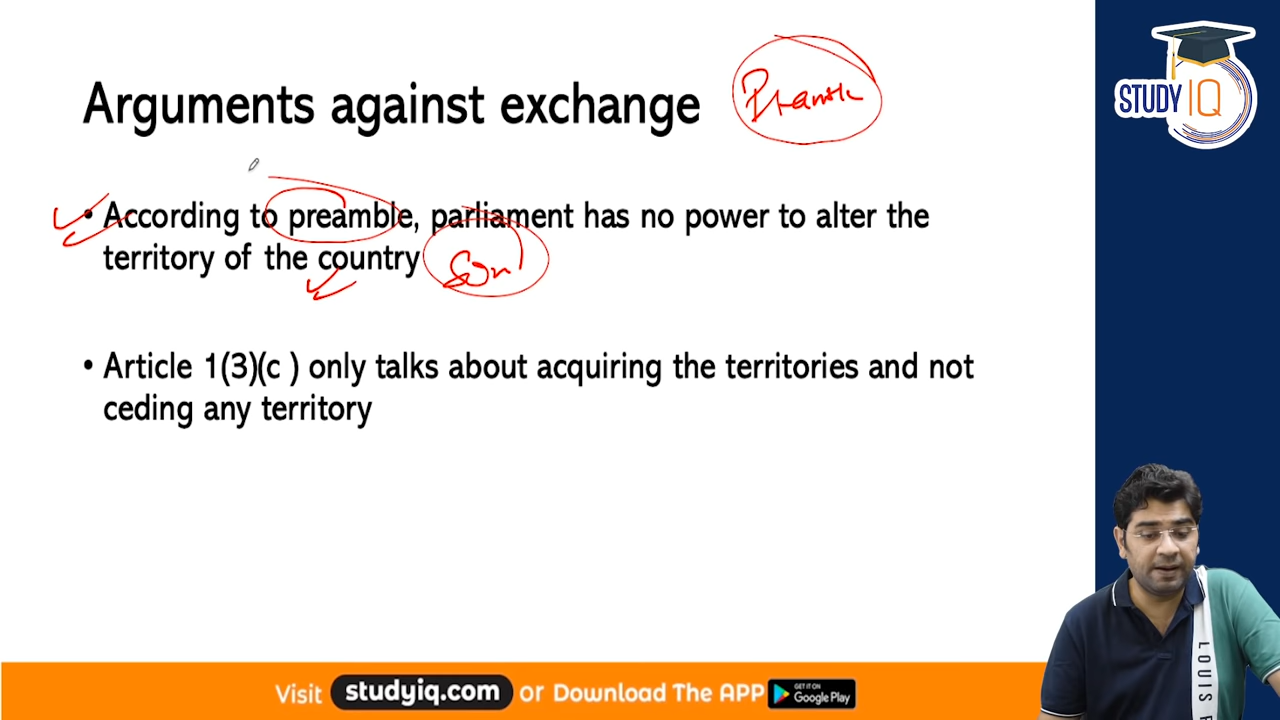 Arguments against exchange
STUDY IQ
• According to preamble, parliament has no power to alter the
territory of the country
• Article 1(3)(c ) only talks about acquiring the territories and not
ceding any territory
LOUIS
Visit studyiq.com or Download The APP GET IT ON Google Play